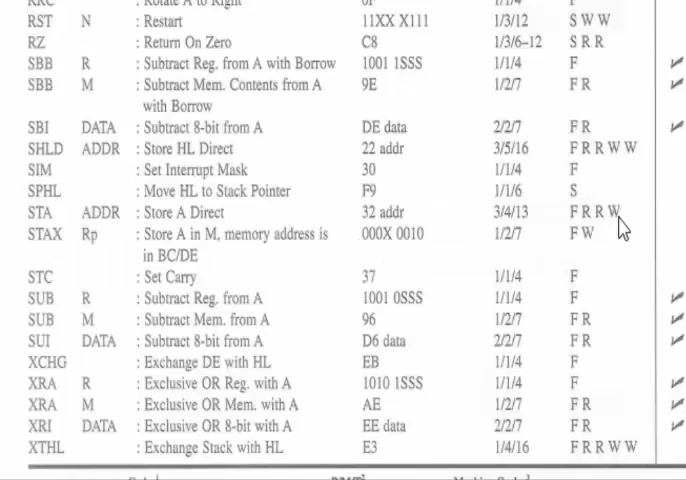 RRC : Rotate A to Right 0F 1/1/4 F
RST N : Restart 11XX X111 1/3/12 S W W
RZ : Return On Zero C8 1/3/6–12 S R R
SBB R : Subtract Reg. from A with Borrow 1001 1SSS 1/1/4 F
SBB M : Subtract Mem. Contents from A 9E 1/2/7 F R
with Borrow
SBI DATA : Subtract 8-bit from A DE data 2/2/7 F R
SHLD ADDR : Store HL Direct 22 addr 3/5/16 F R R W W
SIM : Set Interrupt Mask 30 1/1/4 F
SPHL : Move HL to Stack Pointer F9 1/1/6 S
STA ADDR : Store A Direct 32 addr 3/4/13 F R R W
STAX Rp : Store A in M, memory address is 000X 0010 1/2/7 F W
in BC/DE
STC : Set Carry 37 1/1/4 F
SUB R : Subtract Reg. from A 1001 0SSS 1/1/4 F
SUB M : Subtract Mem. from A 96 1/2/7 F R
SUI DATA : Subtract 8-bit from A D6 data 2/2/7 F R
XCHG : Exchange DE with HL EB 1/1/4 F
XRA R : Exclusive OR Reg. with A 1010 1SSS 1/1/4 F
XRA M : Exclusive OR Mem. with A AE 1/2/7 F R
XRI DATA : Exclusive OR 8-bit with A EE data 2/2/7 F R
XTHL : Exchange Stack with HL E3 1/4/16 F R R W W